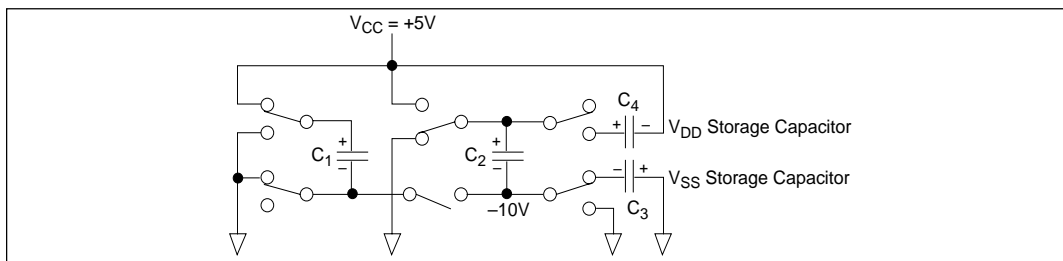 V_CC = +5V
C_4
+ −
V_DD Storage Capacitor
+
C_1
−
+
C_2
−
− +
V_SS Storage Capacitor
C_3
−10V